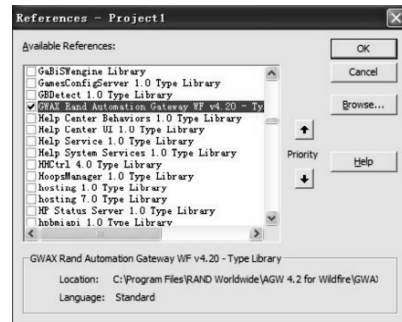 References - Project1
Available References:
OK
Cancel
Browse...
Priority
Help
GaBiSWengine Library
GamesConfigServer 1.0 Type Library
GBDetect 1.0 Type Library
GWAX Rand Automation Gateway WF v4.20 - Ty
Help Center Behaviors 1.0 Type Library
Help Center UI 1.0 Type Library
Help Service 1.0 Type Library
Help System Services 1.0 Type Library
HHCtrl 4.0 Type Library
HoopsManager 1.0 Type Library
hosting 1.0 Type Library
hosting 7.0 Type Library
HP Status Server 1.0 Type Library
hpbmiapi 1.0 Type Library
GWAX Rand Automation Gateway WF v4.20 - Type Library
Location: C:\Program Files\RAND Worldwide\AGW 4.2 for Wildfire\GWAX
Language: Standard